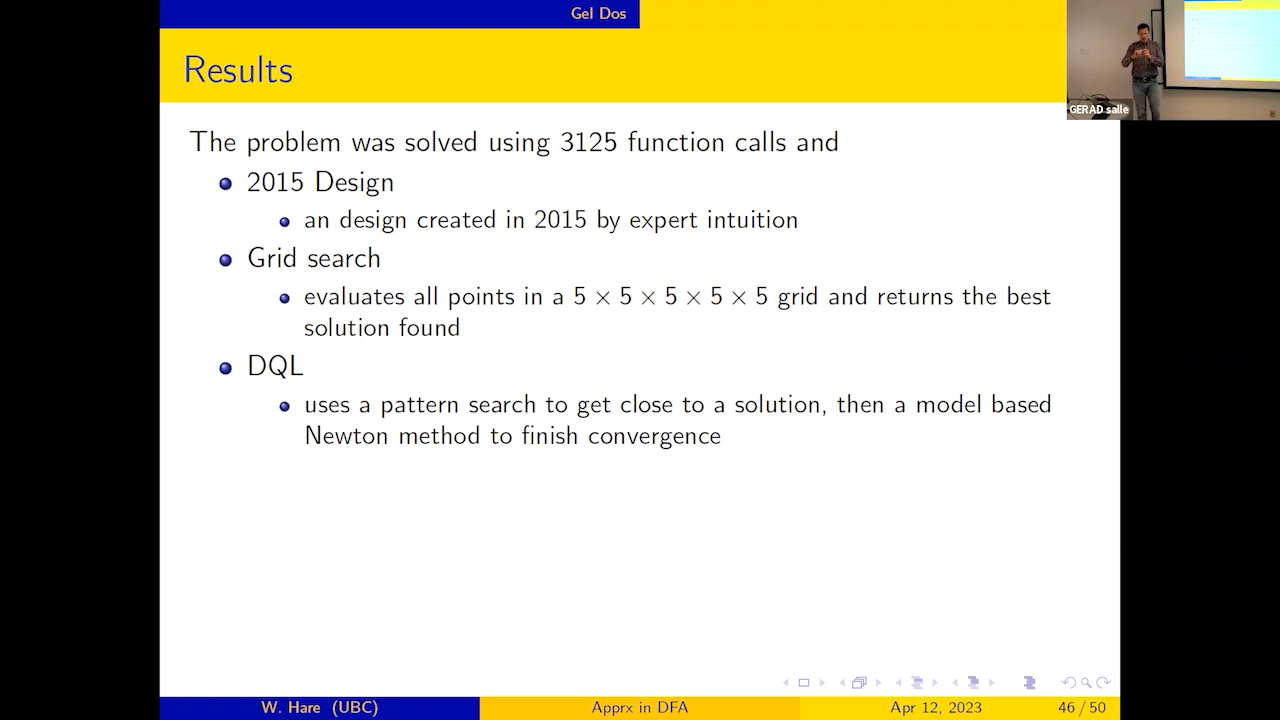 Gel Dos
Results
GERAD salle
The problem was solved using 3125 function calls and
2015 Design
an design created in 2015 by expert intuition
Grid search
evaluates all points in a 5 × 5 × 5 × 5 × 5 grid and returns the best
solution found
DQL
uses a pattern search to get close to a solution, then a model based
Newton method to finish convergence
W. Hare (UBC)
Apprx in DFA
Apr 12, 2023
46 / 50